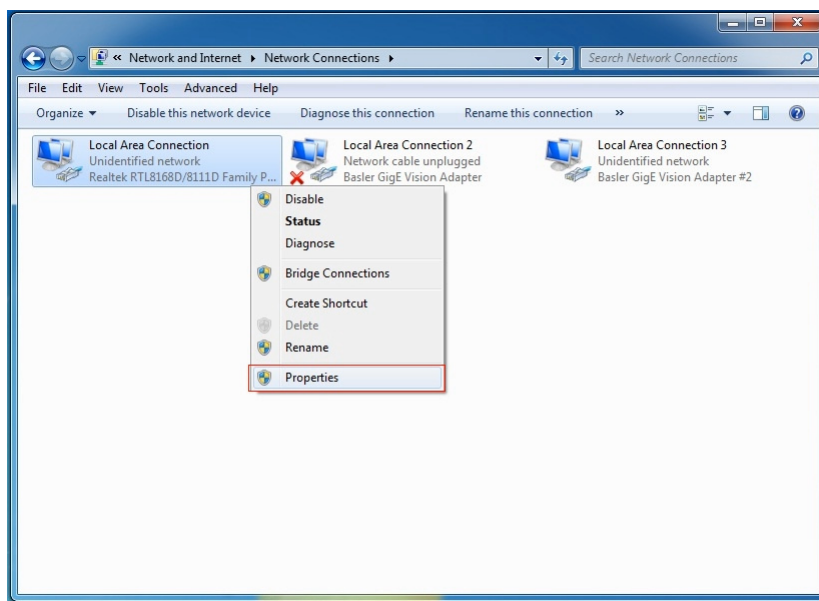 « Network and Internet ▸ Network Connections ▸
Search Network Connections
File Edit View Tools Advanced Help
Organize ▾ Disable this network device Diagnose this connection Rename this connection »
Local Area Connection
Unidentified network
Realtek RTL8168D/8111D Family P...
Local Area Connection 2
Network cable unplugged
Basler GigE Vision Adapter
Local Area Connection 3
Unidentified network
Basler GigE Vision Adapter #2
Disable
Status
Diagnose
Bridge Connections
Create Shortcut
Delete
Rename
Properties